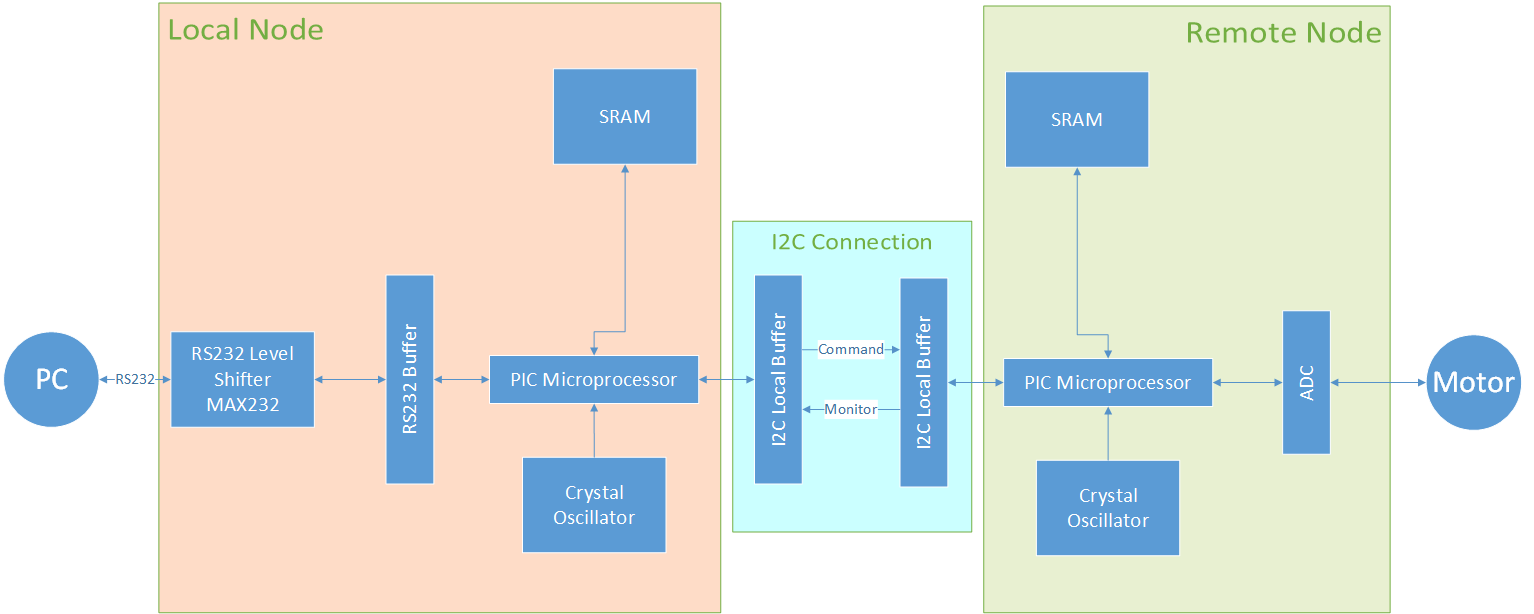 Local Node
SRAM
PC
RS232
RS232 Level
Shifter
MAX232
RS232 Buffer
PIC Microprocessor
Crystal
Oscillator
I2C Connection
I2C Local Buffer
Command
Monitor
I2C Local Buffer
Remote Node
SRAM
PIC Microprocessor
Crystal
Oscillator
ADC
Motor